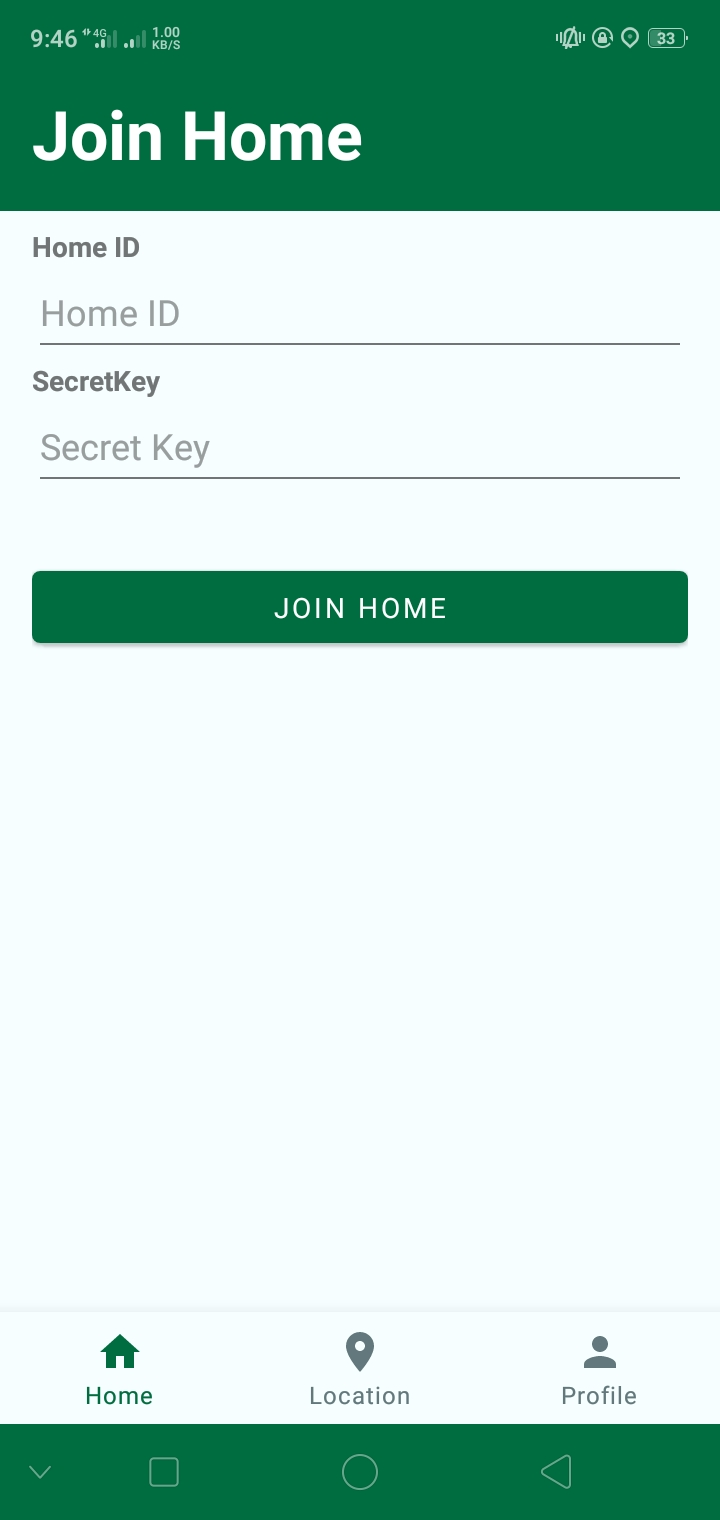 9:46 4G 1.00 KB/S 33
Join Home
Home ID
Home ID
SecretKey
Secret Key
JOIN HOME
Home Location Profile